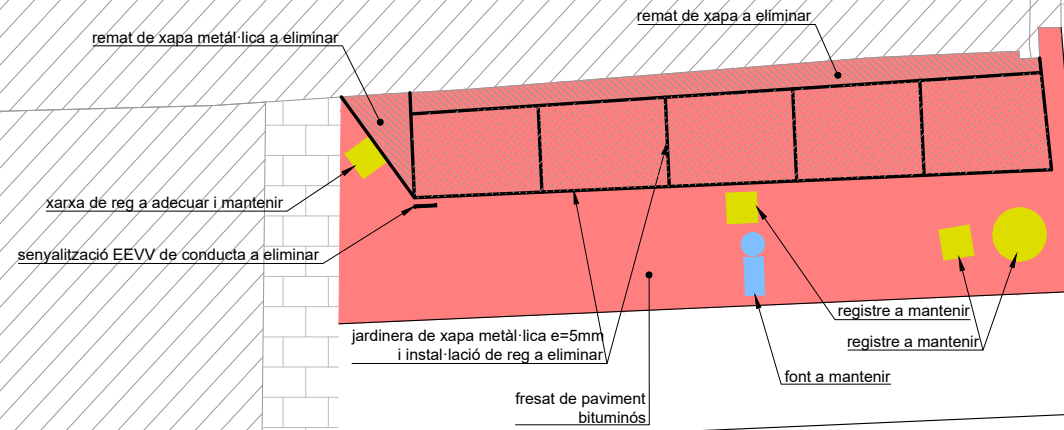 remat de xapa a eliminar
remat de xapa metál·lica a eliminar
xarxa de reg a adecuar i mantenir
senyalització EEVV de conducta a eliminar
registre a mantenir
jardinera de xapa metàl·lica e=5mm
i instal·lació de reg a eliminar
registre a mantenir
font a mantenir
fresat de paviment
bituminós